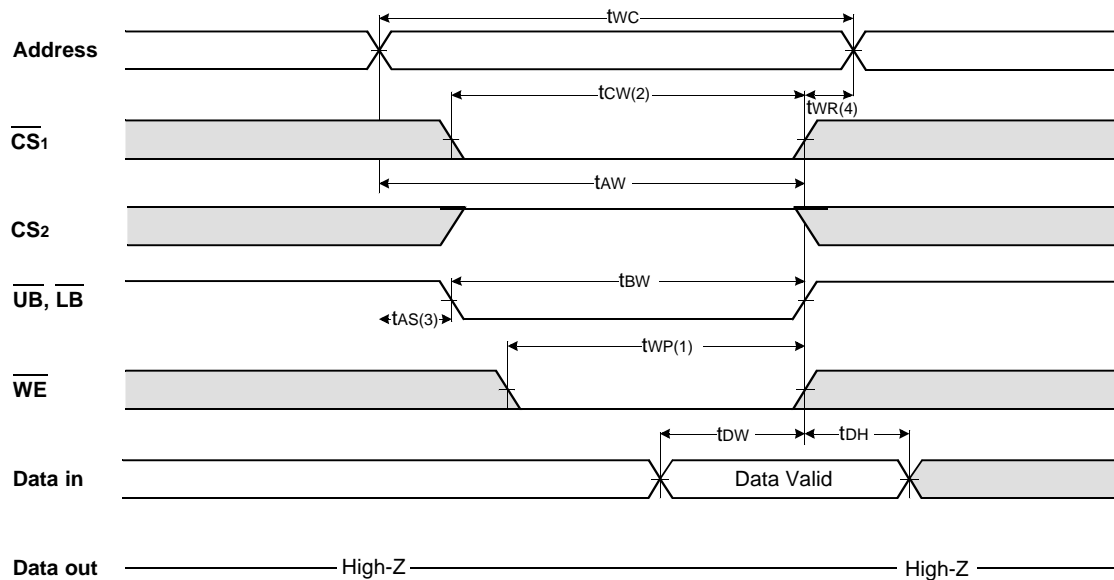 tWC
Address
tCW(2)
tWR(4)
CS1
tAW
CS2
tBW
UB, LB
tAS(3)
tWP(1)
WE
tDW
tDH
Data in
Data Valid
Data out
High-Z
High-Z